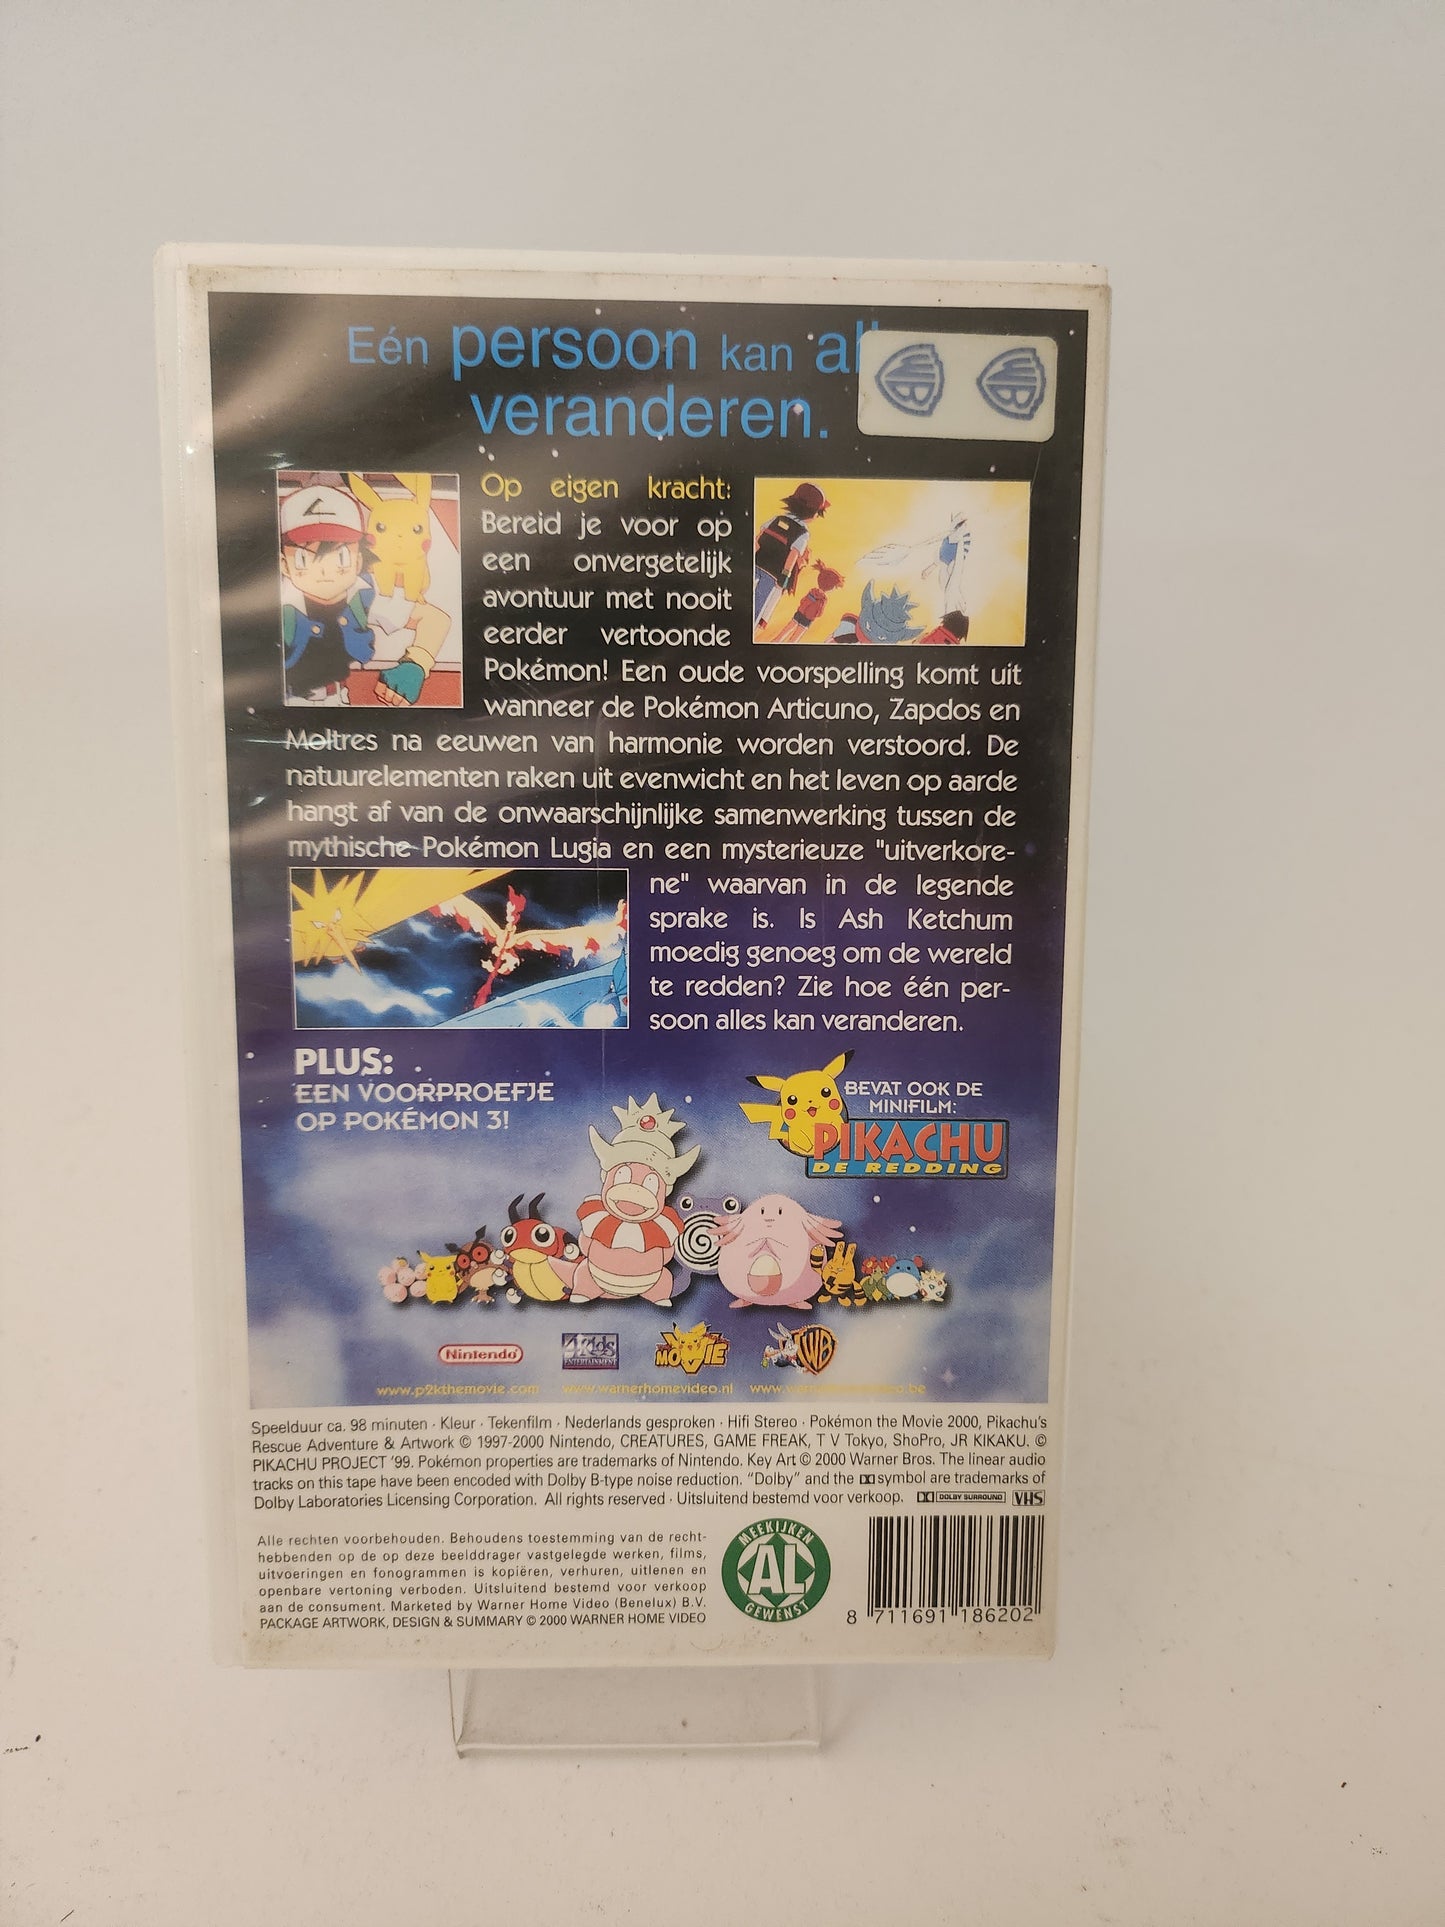 Eén persoon kan
veranderen.
WB WB
Op eigen kracht:
Bereid je voor op
een onvergetelijk
avontuur met nooit
eerder vertoonde
Pokémon! Een oude voorspelling komt uit
wanneer de Pokémon Articuno, Zapdos en
Moltres na eeuwen van harmonie worden verstoord. De
natuurelementen raken uit evenwicht en het leven op aarde
hangt af van de onwaarschijnlijke samenwerking tussen de
mythische Pokémon Lugia en een mysterieuze "uitverkore-
ne" waarvan in de legende
sprake is. Is Ash Ketchum
moedig genoeg om de wereld
te redden? Zie hoe één per-
soon alles kan veranderen.
PLUS:
EEN VOORPROEFJE
OP POKÉMON 3!
BEVAT OOK DE
MINIFILM:
PIKACHU
DE REDDING
Nintendo 4Kids ENTERTAINMENT MOVIE WB
www.p2kthemovie.com www.warnerhomevideo.nl www.warnerhomevideo.be
Speelduur ca. 98 minuten · Kleur · Tekenfilm · Nederlands gesproken · Hifi Stereo · Pokémon the Movie 2000, Pikachu's
Rescue Adventure & Artwork © 1997-2000 Nintendo, CREATURES, GAME FREAK, T V Tokyo, ShoPro, JR KIKAKU. ©
PIKACHU PROJECT '99. Pokémon properties are trademarks of Nintendo. Key Art © 2000 Warner Bros. The linear audio
tracks on this tape have been encoded with Dolby B-type noise reduction. "Dolby" and the symbol are trademarks of
Dolby Laboratories Licensing Corporation. All rights reserved · Uitsluitend bestemd voor verkoop. DOLBY SURROUND VHS
Alle rechten voorbehouden. Behoudens toestemming van de recht-
hebbenden op de op deze beelddrager vastgelegde werken, films,
uitvoeringen en fonogrammen is kopiëren, verhuren, uitlenen en
openbare vertoning verboden. Uitsluitend bestemd voor verkoop
aan de consument. Marketed by Warner Home Video (Benelux) B.V.
PACKAGE ARTWORK, DESIGN & SUMMARY © 2000 WARNER HOME VIDEO
MEEKIJKEN
AL
GEWENST
8 711691 186202